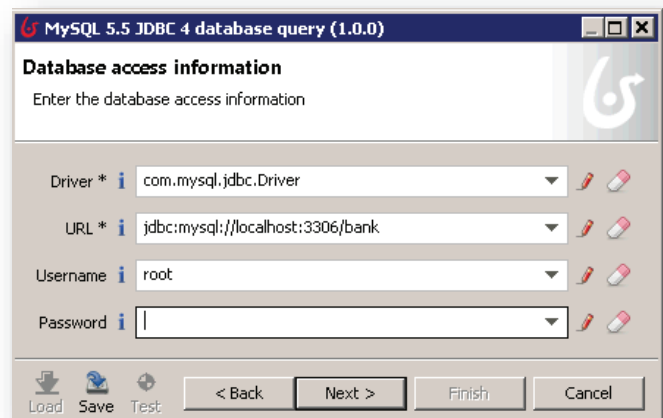 MySQL 5.5 JDBC 4 database query (1.0.0)
Database access information
Enter the database access information
Driver * i com.mysql.jdbc.Driver
URL * i jdbc:mysql://localhost:3306/bank
Username i root
Password i
Load Save Test < Back Next > Finish Cancel